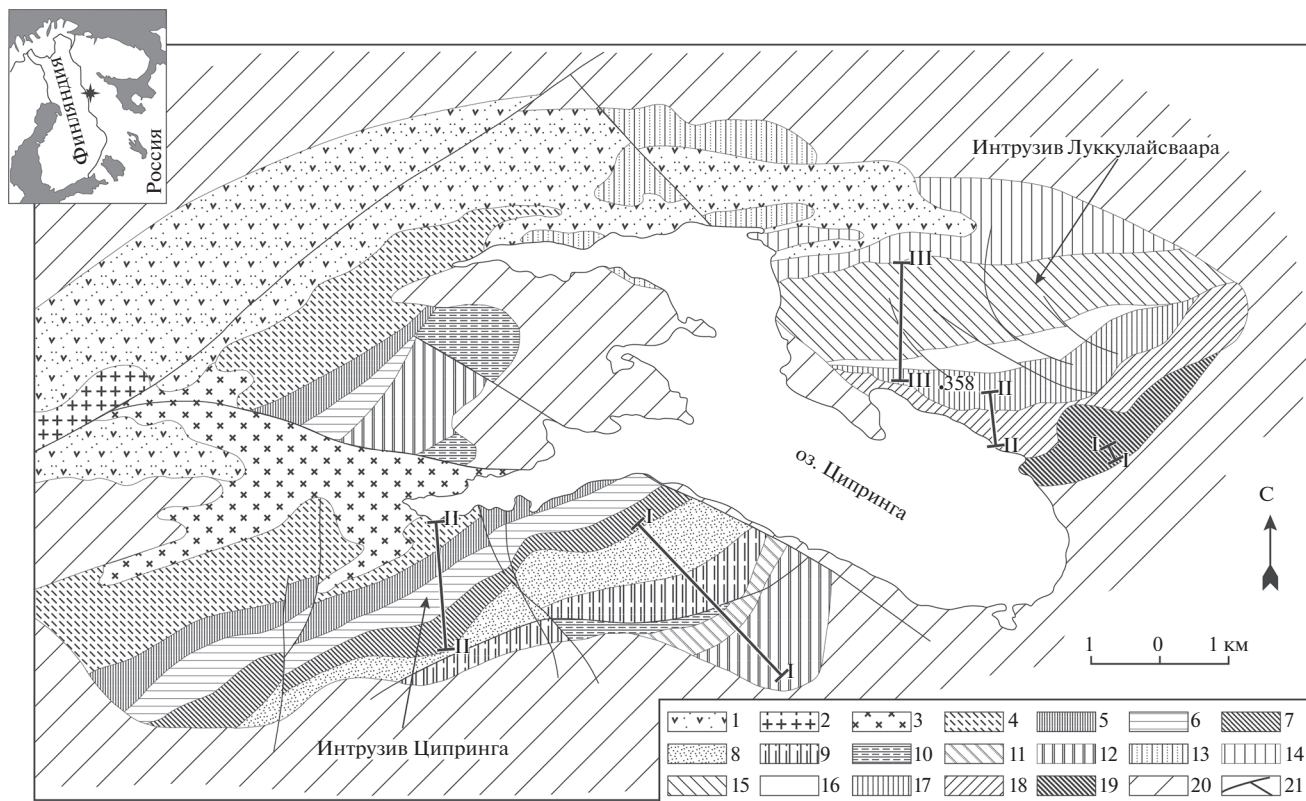 Финляндия
Россия
Интрузив Луккулайсваара
III
III
.358
II
II
I
I
оз. Ципринга
С
II
I
II
I
1 0 1 км
Интрузив Ципринга
1 2 3 4 5 6 7
8 9 10 11 12 13 14
15 16 17 18 19 20 21